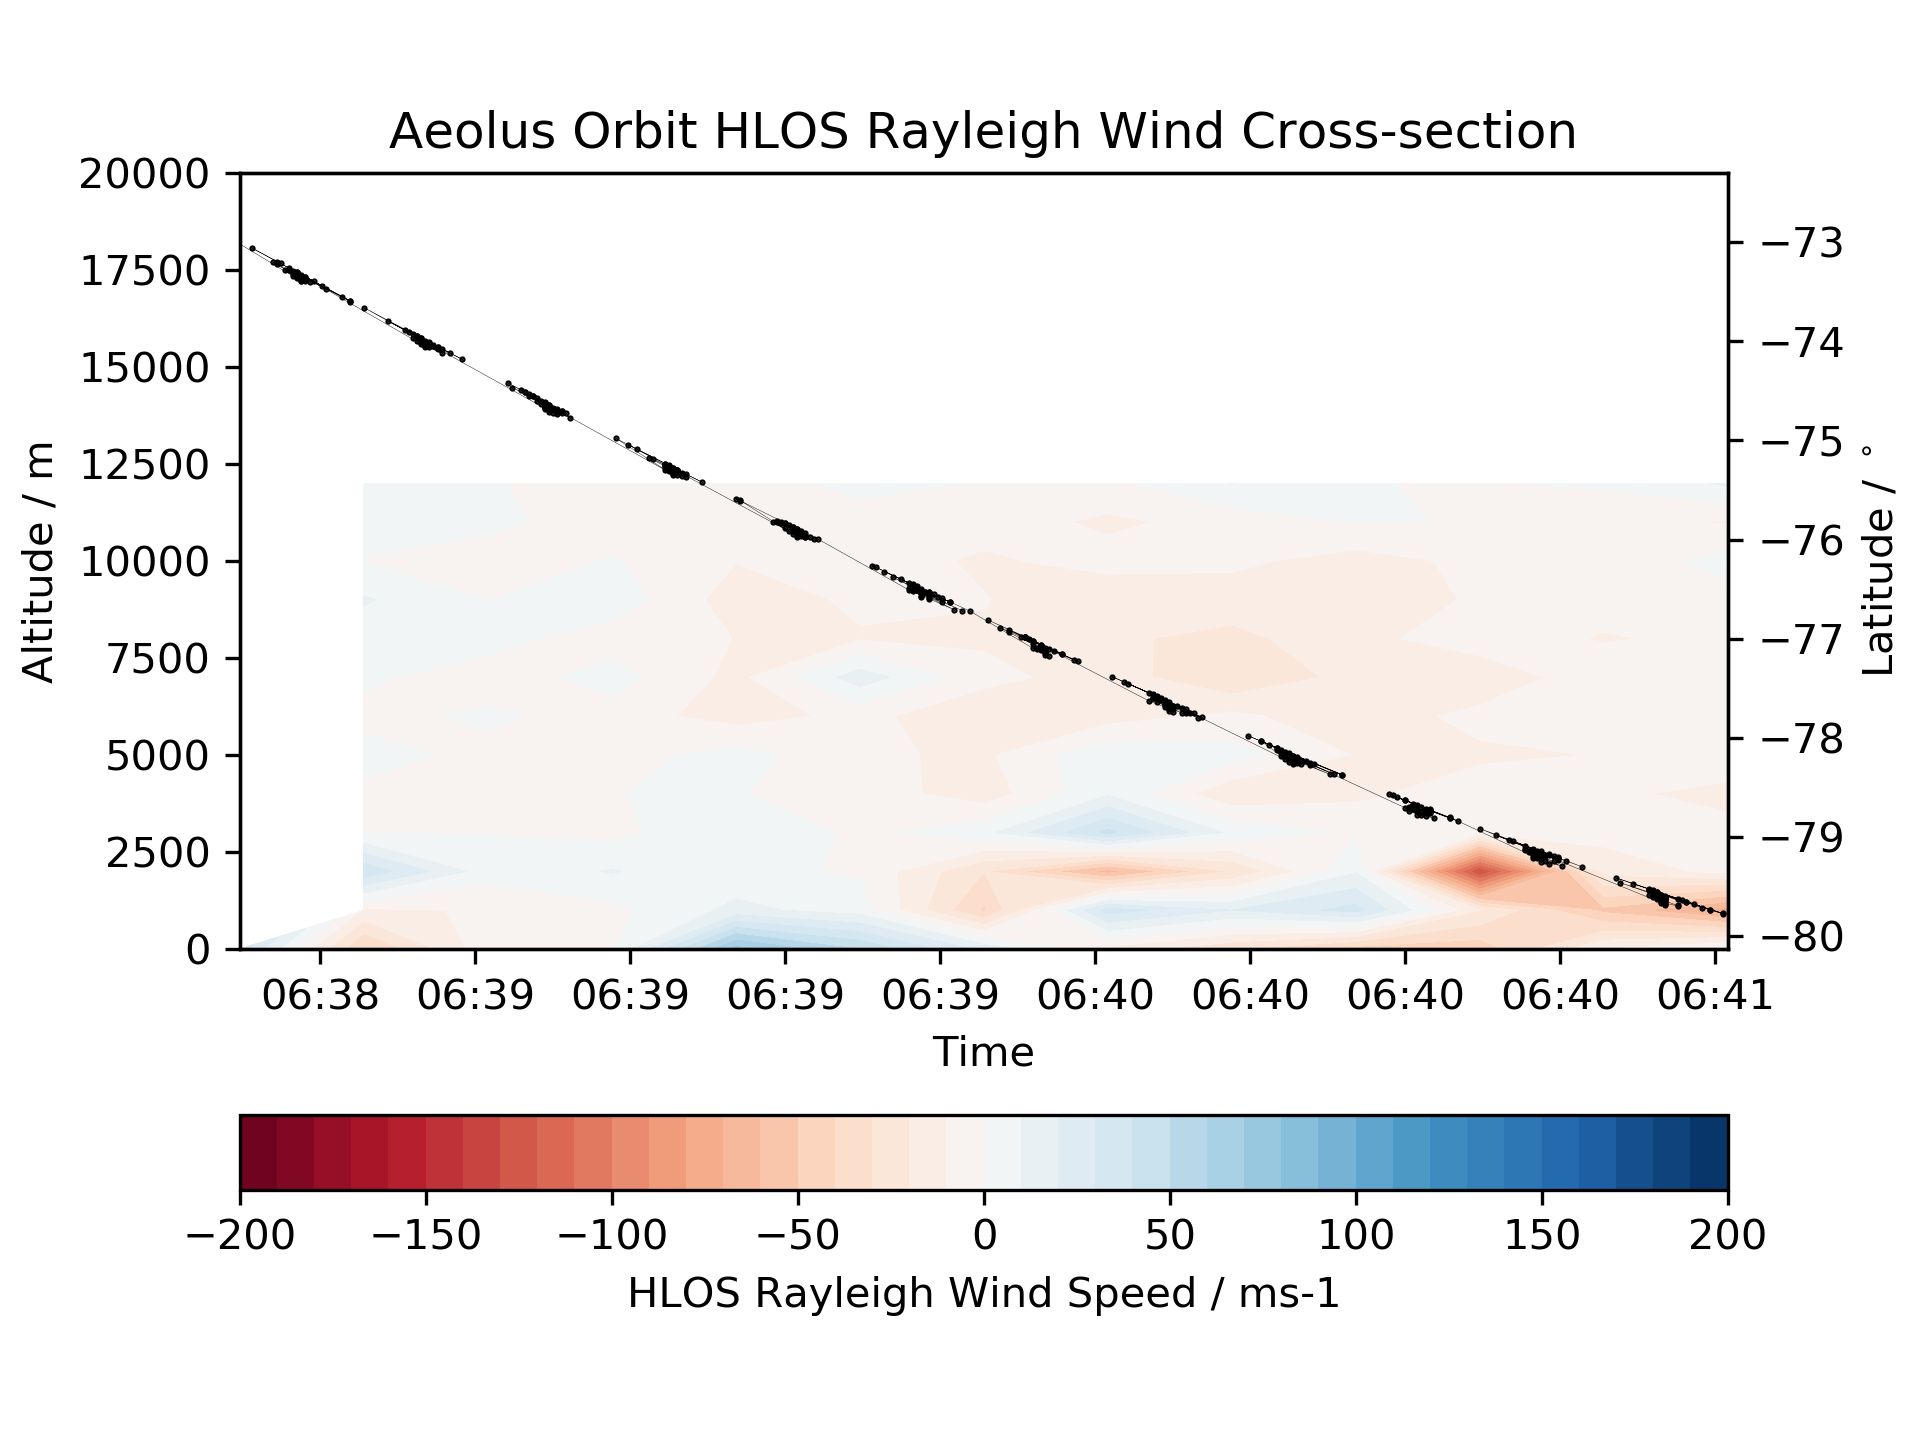 Aeolus Orbit HLOS Rayleigh Wind Cross-section
20000
17500
15000
12500
10000
7500
5000
2500
0
Altitude / m
−73
−74
−75
−76
−77
−78
−79
−80
Latitude / °
06:38 06:39 06:39 06:39 06:39 06:40 06:40 06:40 06:40 06:41
Time
−200 −150 −100 −50 0 50 100 150 200
HLOS Rayleigh Wind Speed / ms-1